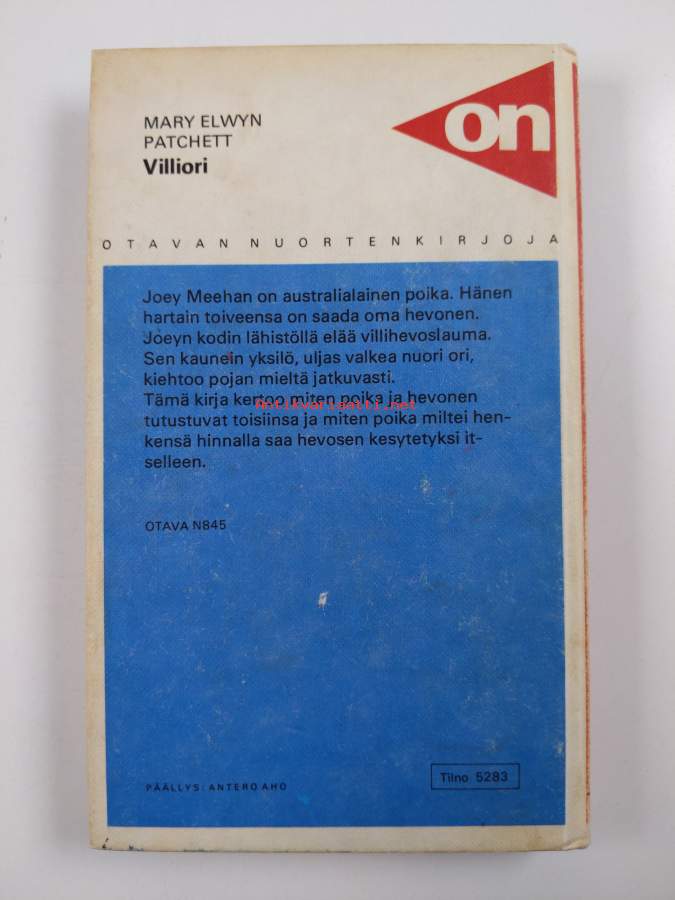 MARY ELWYN
PATCHETT
Villiori
on
OTAVAN NUORTENKIRJOJA
Joey Meehan on australialainen poika. Hänen
hartain toiveensa on saada oma hevonen.
Joeyn kodin lähistöllä elää villihevoslauma.
Sen kaunein yksilö, uljas valkea nuori ori,
kiehtoo pojan mieltä jatkuvasti.
Tämä kirja kertoo miten poika ja hevonen
Antikvariaatti.net
tutustuvat toisiinsa ja miten poika miltei hen-
kensä hinnalla saa hevosen kesytetyksi it-
selleen.
OTAVA N845
PÄÄLLYS: ANTERO AHO
Tilno 5283